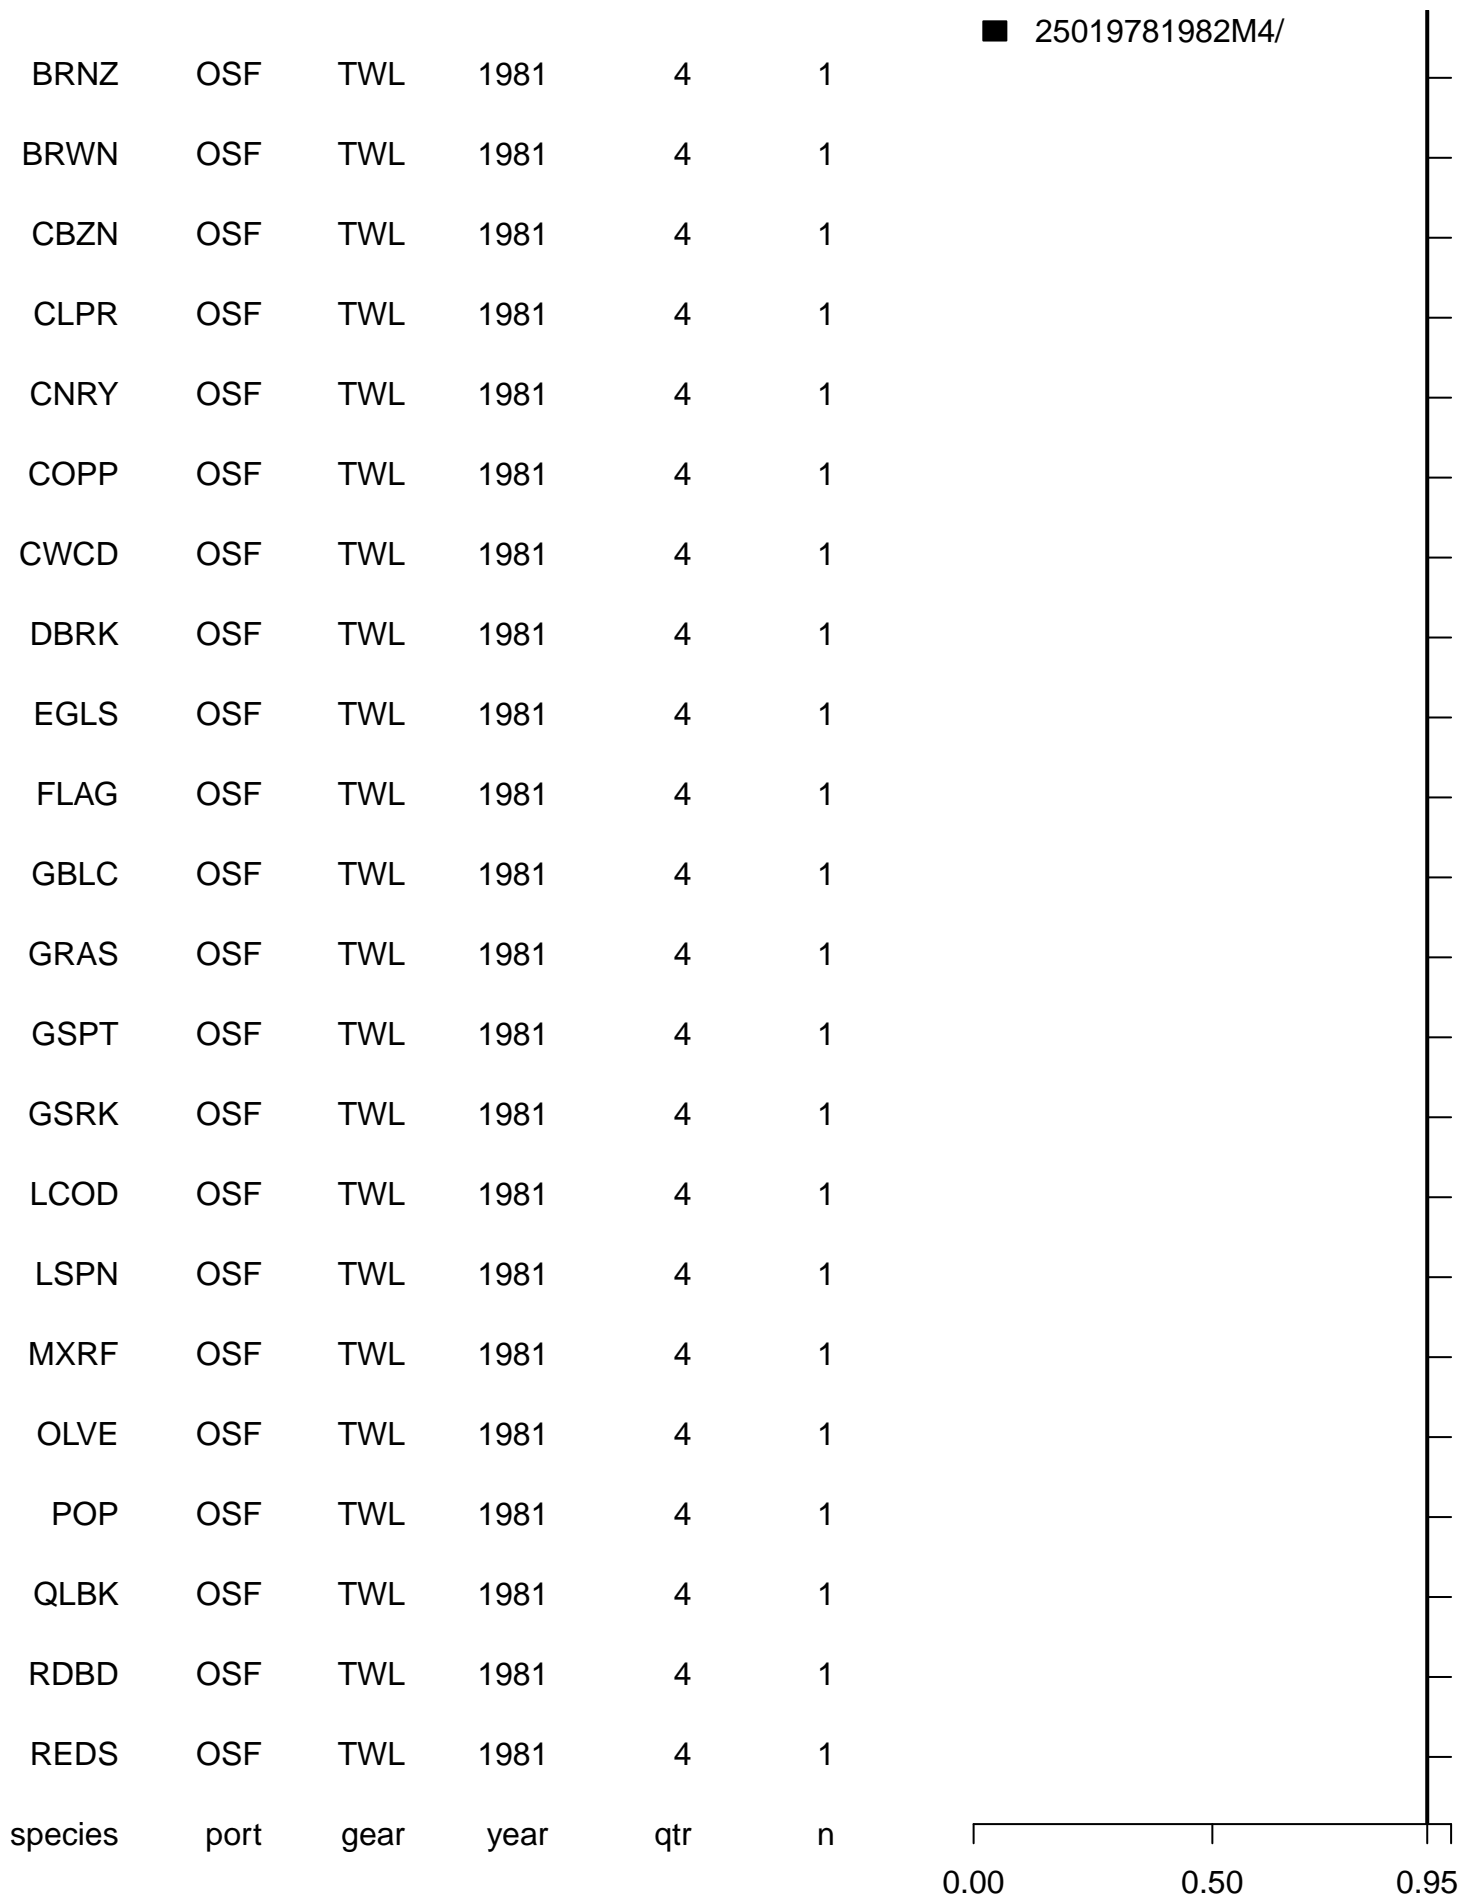 25019781982M4/
BRNZ OSF TWL 1981 4 1
BRWN OSF TWL 1981 4 1
CBZN OSF TWL 1981 4 1
CLPR OSF TWL 1981 4 1
CNRY OSF TWL 1981 4 1
COPP OSF TWL 1981 4 1
CWCD OSF TWL 1981 4 1
DBRK OSF TWL 1981 4 1
EGLS OSF TWL 1981 4 1
FLAG OSF TWL 1981 4 1
GBLC OSF TWL 1981 4 1
GRAS OSF TWL 1981 4 1
GSPT OSF TWL 1981 4 1
GSRK OSF TWL 1981 4 1
LCOD OSF TWL 1981 4 1
LSPN OSF TWL 1981 4 1
MXRF OSF TWL 1981 4 1
OLVE OSF TWL 1981 4 1
POP OSF TWL 1981 4 1
QLBK OSF TWL 1981 4 1
RDBD OSF TWL 1981 4 1
REDS OSF TWL 1981 4 1
species port gear year qtr n
0.00 0.50 0.95